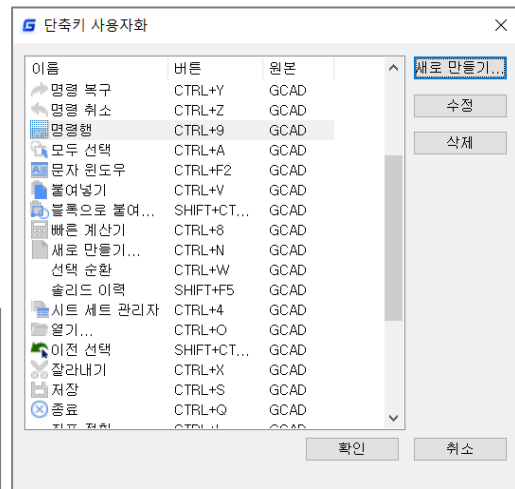 단축키 사용자화
이름 버튼 원본
명령 복구 CTRL+Y GCAD
명령 취소 CTRL+Z GCAD
명령행 CTRL+9 GCAD
모두 선택 CTRL+A GCAD
문자 윈도우 CTRL+F2 GCAD
붙여넣기 CTRL+V GCAD
블록으로 붙여... SHIFT+CT... GCAD
빠른 계산기 CTRL+8 GCAD
새로 만들기... CTRL+N GCAD
선택 순환 CTRL+W GCAD
솔리드 이력 SHIFT+F5 GCAD
시트 세트 관리자 CTRL+4 GCAD
열기... CTRL+O GCAD
이전 선택 SHIFT+CT... GCAD
잘라내기 CTRL+X GCAD
저장 CTRL+S GCAD
종료 CTRL+Q GCAD
새로 만들기...
수정
삭제
확인 취소